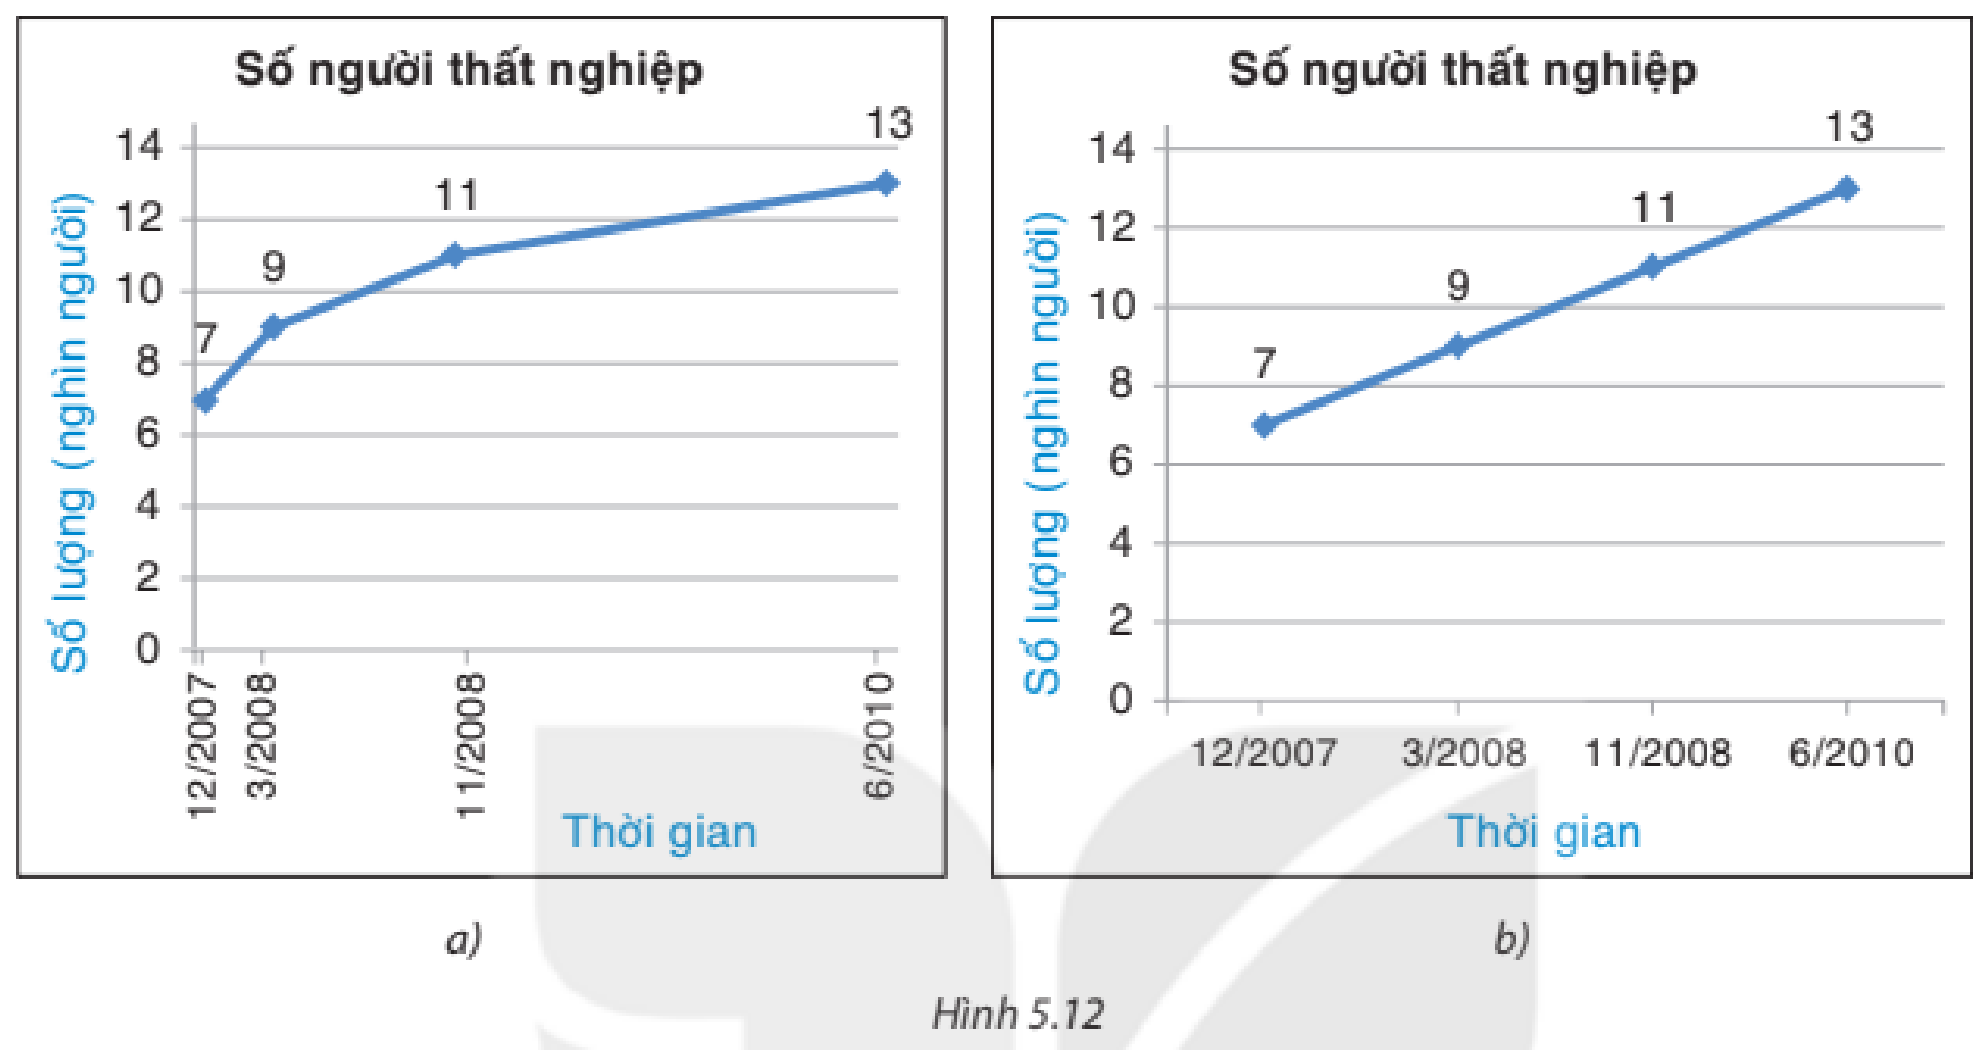 Số người thất nghiệp
13
14
11
12
9
10
7
8
6
4
2
0
Số lượng (nghìn người)
12/2007
3/2008
11/2008
6/2010
Thời gian
a)
Số người thất nghiệp
13
14
11
12
9
10
7
8
6
4
2
0
Số lượng (nghìn người)
12/2007 3/2008 11/2008 6/2010
Thời gian
b)
Hình 5.12